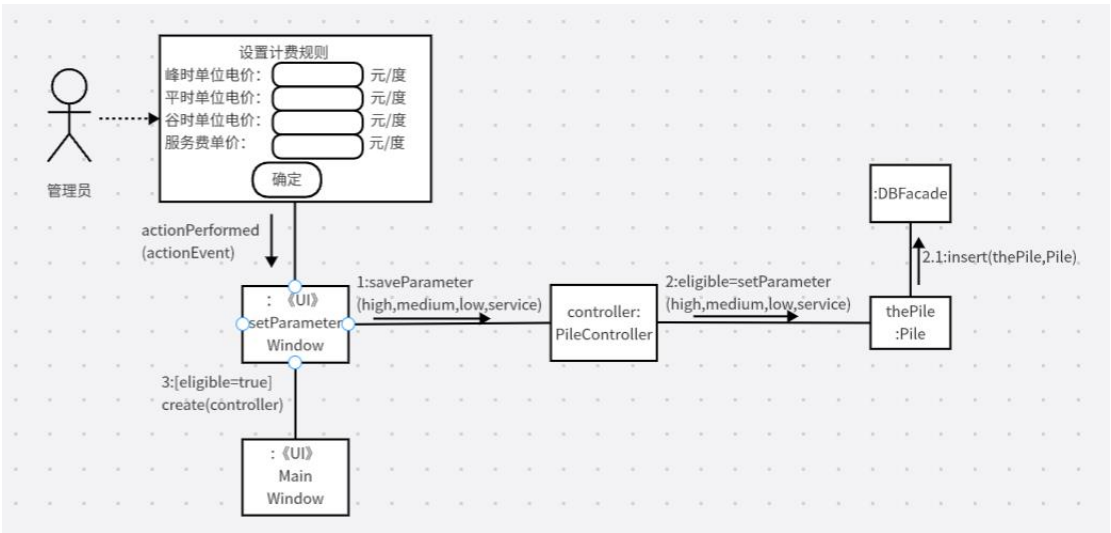 设置计费规则
峰时单位电价： 元/度
平时单位电价： 元/度
谷时单位电价： 元/度
服务费单价： 元/度
确定
管理员
actionPerformed
(actionEvent)
:DBFacade
2.1:insert(thePile,Pile)
1:saveParameter
(high,medium,low,service)
2:eligible=setParameter
(high,medium,low,service)
: 《UI》
setParameter
Window
controller:
PileController
thePile
:Pile
3:[eligible=true]
create(controller)
: 《UI》
Main
Window